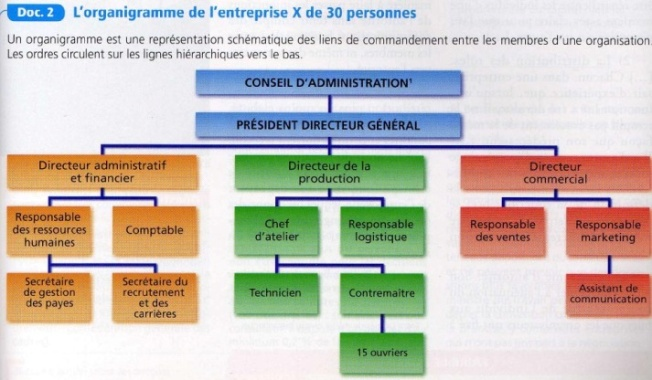 Doc. 2 L'organigramme de l'entreprise X de 30 personnes
Un organigramme est une représentation schématique des liens de commandement entre les membres d'une organisation.
Les ordres circulent sur les lignes hiérarchiques vers le bas.
CONSEIL D'ADMINISTRATION¹
PRÉSIDENT DIRECTEUR GÉNÉRAL
Directeur administratif
et financier
Directeur de la
production
Directeur
commercial
Responsable
des ressources
humaines
Comptable
Chef
d'atelier
Responsable
logistique
Responsable
des ventes
Responsable
marketing
Secrétaire
de gestion
des payes
Secrétaire du
recrutement
et des
carrières
Technicien
Contremaître
Assistant de
communication
15 ouvriers